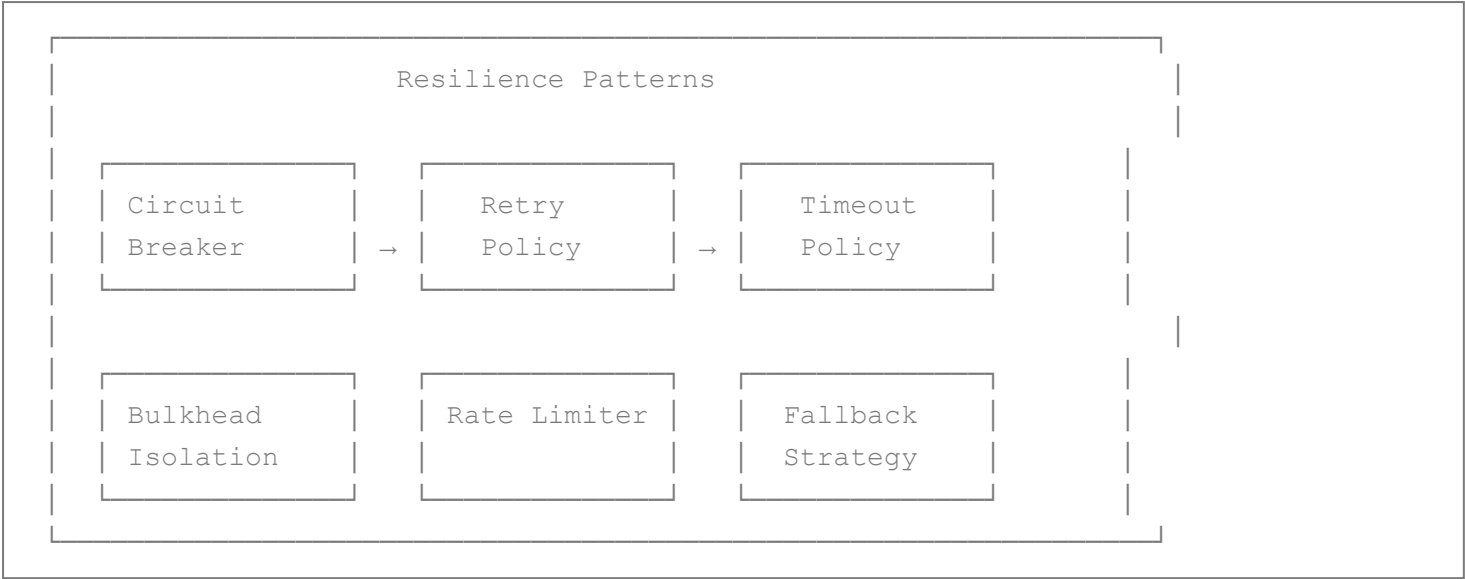 Resilience Patterns
Circuit Retry Timeout
Breaker → Policy → Policy
Bulkhead Rate Limiter Fallback
Isolation Strategy